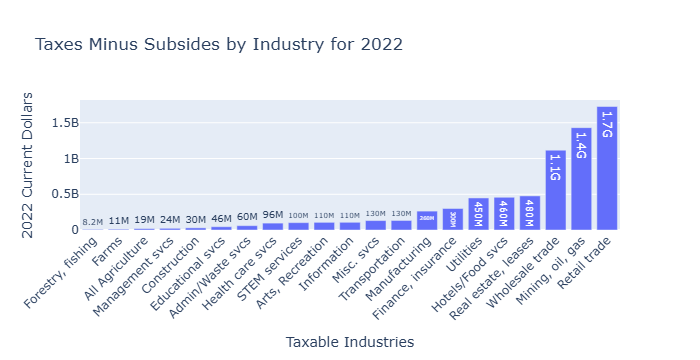 Taxes Minus Subsides by Industry for 2022
2022 Current Dollars
1.5B
1B
0.5B
0
8.2M
11M
19M
24M
30M
46M
60M
96M
100M
110M
110M
130M
130M
260M
300M
450M
460M
480M
1.1G
1.4G
1.7G
Forestry, fishing
Farms
All Agriculture
Management svcs
Construction
Educational svcs
Admin/Waste svcs
Health care svcs
STEM services
Arts, Recreation
Information
Misc. svcs
Transportation
Manufacturing
Finance, insurance
Utilities
Hotels/Food svcs
Real estate, leases
Wholesale trade
Mining, oil, gas
Retail trade
Taxable Industries